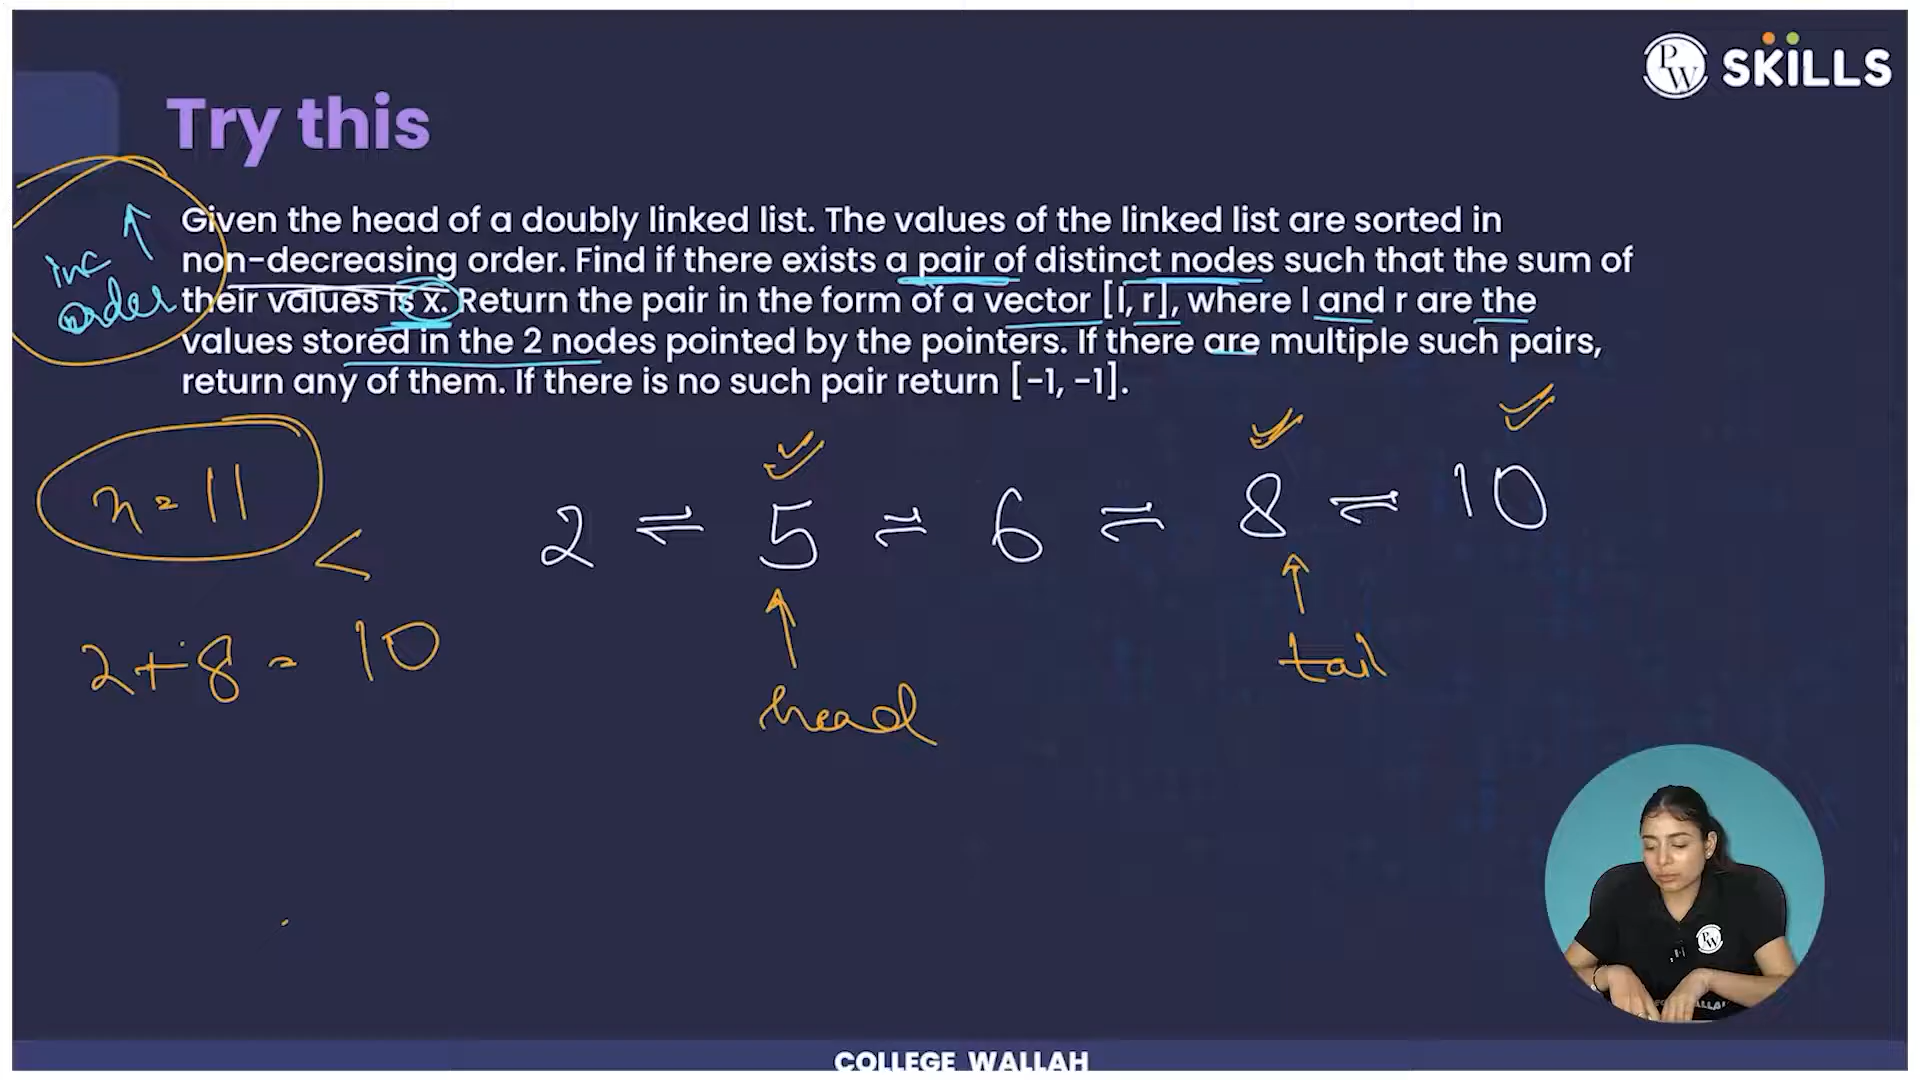 PW SKILLS
Try this
Given the head of a doubly linked list. The values of the linked list are sorted in
non-decreasing order. Find if there exists a pair of distinct nodes such that the sum of
their values is x. Return the pair in the form of a vector [l, r], where l and r are the
values stored in the 2 nodes pointed by the pointers. If there are multiple such pairs,
return any of them. If there is no such pair return [-1, -1].
inc ↑
order
x = 11
<
2 ⇌ 5 ⇌ 6 ⇌ 8 ⇌ 10
2+8 = 10
head
tail
PW
COLLEGE WALLAH